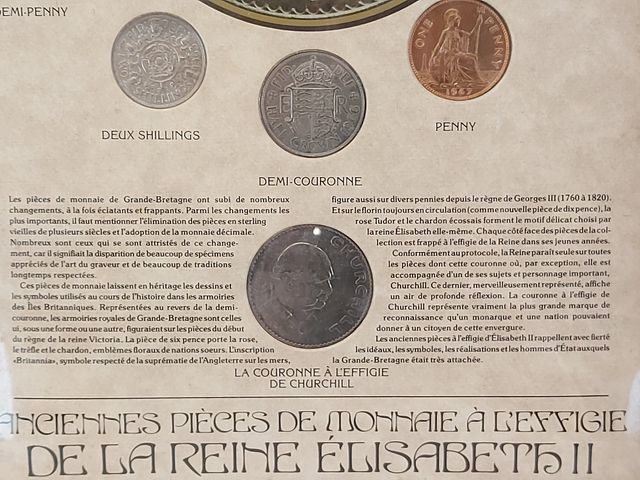 DEMI-PENNY
ONE PENNY
1967
DEUX SHILLINGS
PENNY
DEMI-COURONNE
Les pièces de monnaie de Grande-Bretagne ont subi de nombreux
changements, à la fois éclatants et frappants. Parmi les changements les
plus importants, il faut mentionner l'élimination des pièces en sterling
vieilles de plusieurs siècles et l'adoption de la monnaie décimale.
Nombreux sont ceux qui se sont attristés de ce change-
ment, car il signifiait la disparition de beaucoup de spécimens
appréciés de l'art du graveur et de beaucoup de traditions
longtemps respectées.
Ces pièces de monnaie laissent en héritage les dessins et
les symboles utilisés au cours de l'histoire dans les armoiries
des Îles Britanniques. Représentées au revers de la demi-
couronne, les armoiries royales de Grande-Bretagne sont celles
ui, sous une forme ou une autre, figuraient sur les pièces du début
du règne de la reine Victoria. La pièce de six pence porte la rose,
le trèfle et le chardon, emblèmes floraux de nations soeurs. L'inscription
«Britannia», symbole respecté de la suprématie de l'Angleterre sur les mers,
figure aussi sur divers pennies depuis le règne de Georges III (1760 à 1820).
Et sur le florin toujours en circulation (comme nouvelle pièce de dix pence), la
rose Tudor et le chardon écossais forment le motif délicat choisi par
la reine Élisabeth elle-même. Chaque côté face des pièces de la col-
lection est frappé à l'effigie de la Reine dans ses jeunes années.
Conformément au protocole, la Reine paraît seule sur toutes
les pièces dont cette couronne où, par exception, elle est
accompagnée d'un de ses sujets et personnage important,
Churchill. Ce dernier, merveilleusement représenté, affiche
un air de profonde réflexion. La couronne à l'effigie de
Churchill représente vraiment la plus grande marque de
reconnaissance qu'un monarque et une nation pouvaient
donner à un citoyen de cette envergure.
Les anciennes pièces à l'effigie d'Élisabeth II rappellent avec fierté
les idéaux, les symboles, les réalisations et les hommes d'État auxquels
la Grande-Bretagne était très attachée.
CHURCHILL
LA COURONNE À L'EFFIGIE
DE CHURCHILL
ANCIENNES PIÈCES DE MONNAIE À L'EFFIGIE
DE LA REINE ÉLISABETH II